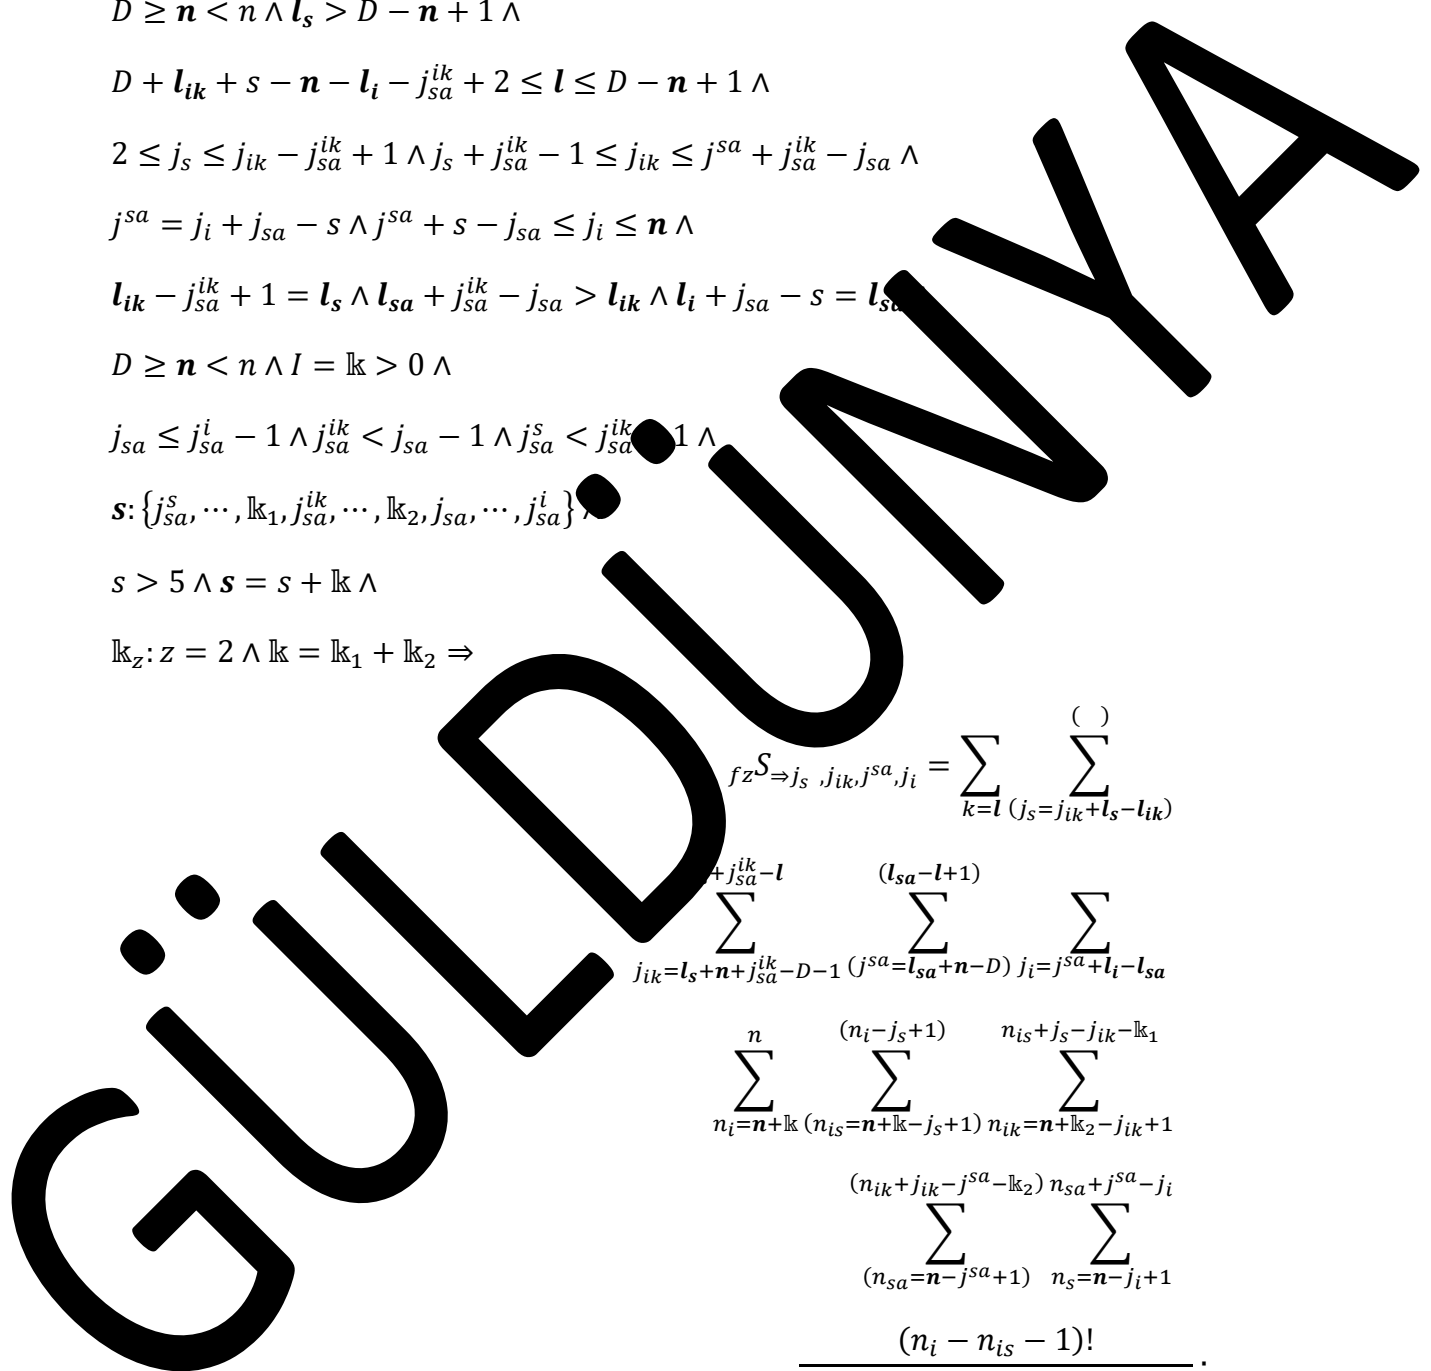 D ≥ n < n ∧ l_s > D − n + 1 ∧
D + l_ik + s − n − l_i − j_sa^ik + 2 ≤ l ≤ D − n + 1 ∧
2 ≤ j_s ≤ j_ik − j_sa^ik + 1 ∧ j_s + j_sa^ik − 1 ≤ j_ik ≤ j^sa + j_sa^ik − j_sa ∧
j^sa = j_i + j_sa − s ∧ j^sa + s − j_sa ≤ j_i ≤ n ∧
l_ik − j_sa^ik + 1 = l_s ∧ l_sa + j_sa^ik − j_sa > l_ik ∧ l_i + j_sa − s = l_sa
D ≥ n < n ∧ I = 𝕜 > 0 ∧
j_sa ≤ j_sa^i − 1 ∧ j_sa^ik < j_sa − 1 ∧ j_sa^s < j_sa^ik 1 ∧
s: {j_sa^s, ⋯, 𝕜_1, j_sa^ik, ⋯, 𝕜_2, j_sa, ⋯, j_sa^i}
s > 5 ∧ s = s + 𝕜 ∧
𝕜_z: z = 2 ∧ 𝕜 = 𝕜_1 + 𝕜_2 ⇒
( )
fzS_⇒j_s ,j_ik,j^sa,j_i = ∑ ∑
k=l (j_s=j_ik+l_s−l_ik)
+j_sa^ik−l (l_sa−l+1)
∑ ∑ ∑
j_ik=l_s+n+j_sa^ik−D−1 (j^sa=l_sa+n−D) j_i=j^sa+l_i−l_sa
n (n_i−j_s+1) n_is+j_s−j_ik−𝕜_1
∑ ∑ ∑
n_i=n+𝕜 (n_is=n+𝕜−j_s+1) n_ik=n+𝕜_2−j_ik+1
(n_ik+j_ik−j^sa−𝕜_2) n_sa+j^sa−j_i
∑ ∑
(n_sa=n−j^sa+1) n_s=n−j_i+1
(n_i − n_is − 1)!
.
GÜLDÜNYA